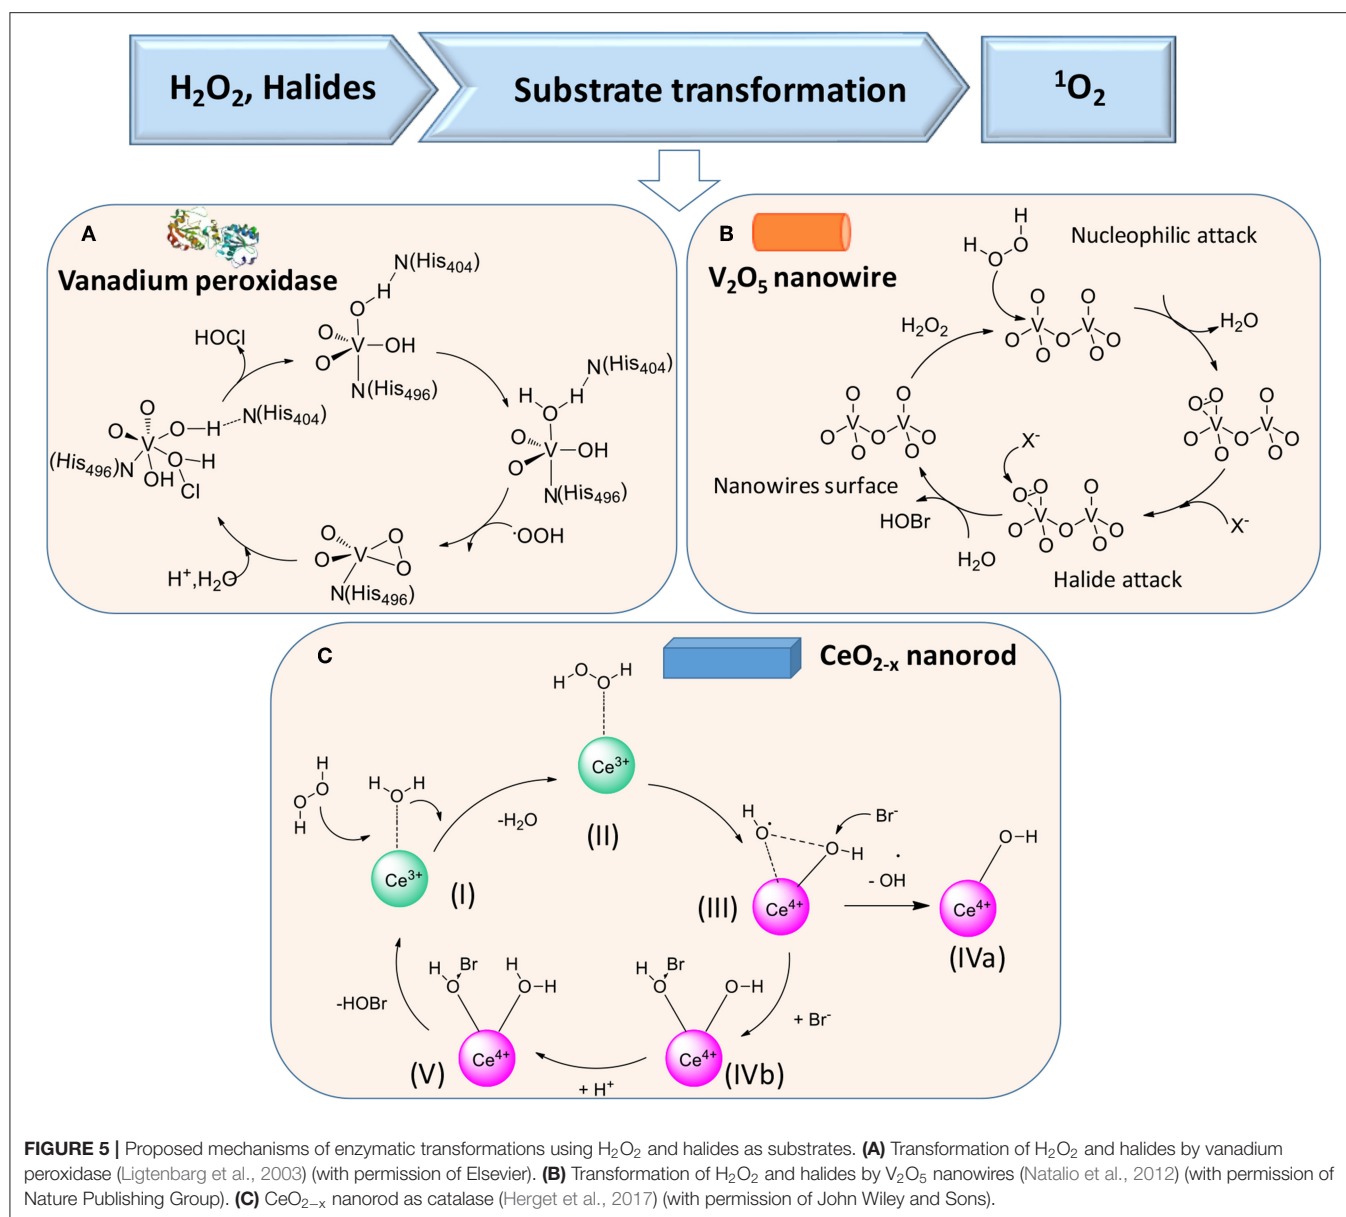 H₂O₂, Halides
Substrate transformation
¹O₂
A
Vanadium peroxidase
N(His₄₀₄)
H
O
O
V
OH
O
N(His₄₉₆)
HOCl
N(His₄₀₄)
H
H
O
O
V
OH
O
N(His₄₉₆)
·OOH
O
O
V
O
O
N(His₄₉₆)
H⁺,H₂O
O
O
O
H
N(His₄₀₄)
V
O
H
(His₄₉₆)N
OH
Cl
B
V₂O₅ nanowire
H
O
O
H
Nucleophilic attack
O
O
V
V
O
O
O
O
O
H₂O
H₂O₂
O
O
O
V
V
O
O
O
O
O
X⁻
X⁻
O
O
O
V
V
O
O
O
O
O
Halide attack
H₂O
HOBr
O
O
V
V
O
O
O
O
O
Nanowires surface
C
CeO₂₋ₓ nanorod
H
O
O
H
Ce³⁺
(II)
H
O
O
H
H
H
O
Ce³⁺
(I)
-H₂O
H
O
·
O
H
Br⁻
Ce⁴⁺
(III)
·
- OH
O-H
Ce⁴⁺
(IVa)
+ Br⁻
H
Br
O
O-H
Ce⁴⁺
(IVb)
+ H⁺
H
Br
O
H
O-H
Ce⁴⁺
(V)
-HOBr
FIGURE 5 | Proposed mechanisms of enzymatic transformations using H₂O₂ and halides as substrates. (A) Transformation of H₂O₂ and halides by vanadium
peroxidase (Ligtenbarg et al., 2003) (with permission of Elsevier). (B) Transformation of H₂O₂ and halides by V₂O₅ nanowires (Natalio et al., 2012) (with permission of
Nature Publishing Group). (C) CeO₂₋ₓ nanorod as catalase (Herget et al., 2017) (with permission of John Wiley and Sons).